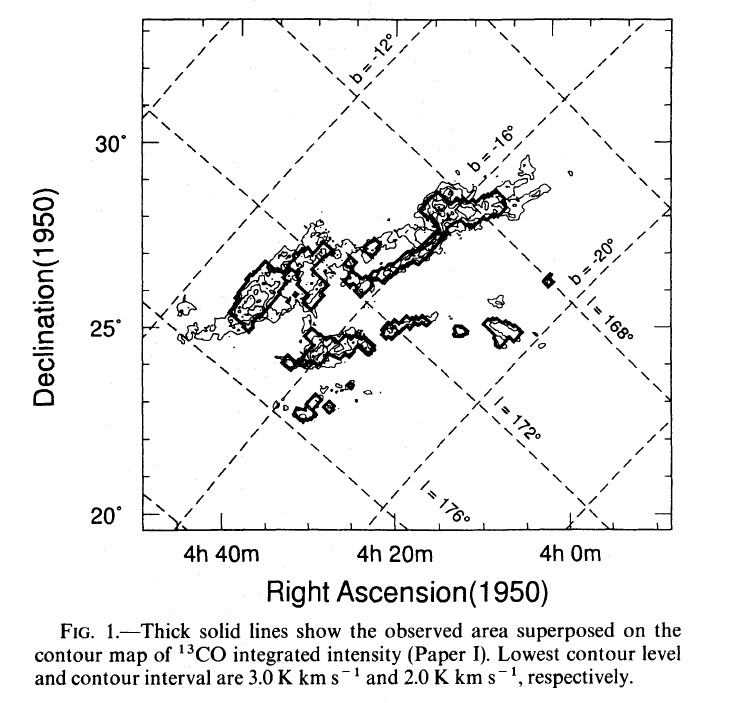 b = -12°
30°
b = -16°
b = -20°
l = 168°
25°
l = 172°
l = 176°
20°
Declination(1950)
4h 40m 4h 20m 4h 0m
Right Ascension(1950)
FIG. 1.—Thick solid lines show the observed area superposed on the
contour map of ¹³CO integrated intensity (Paper I). Lowest contour level
and contour interval are 3.0 K km s⁻¹ and 2.0 K km s⁻¹, respectively.